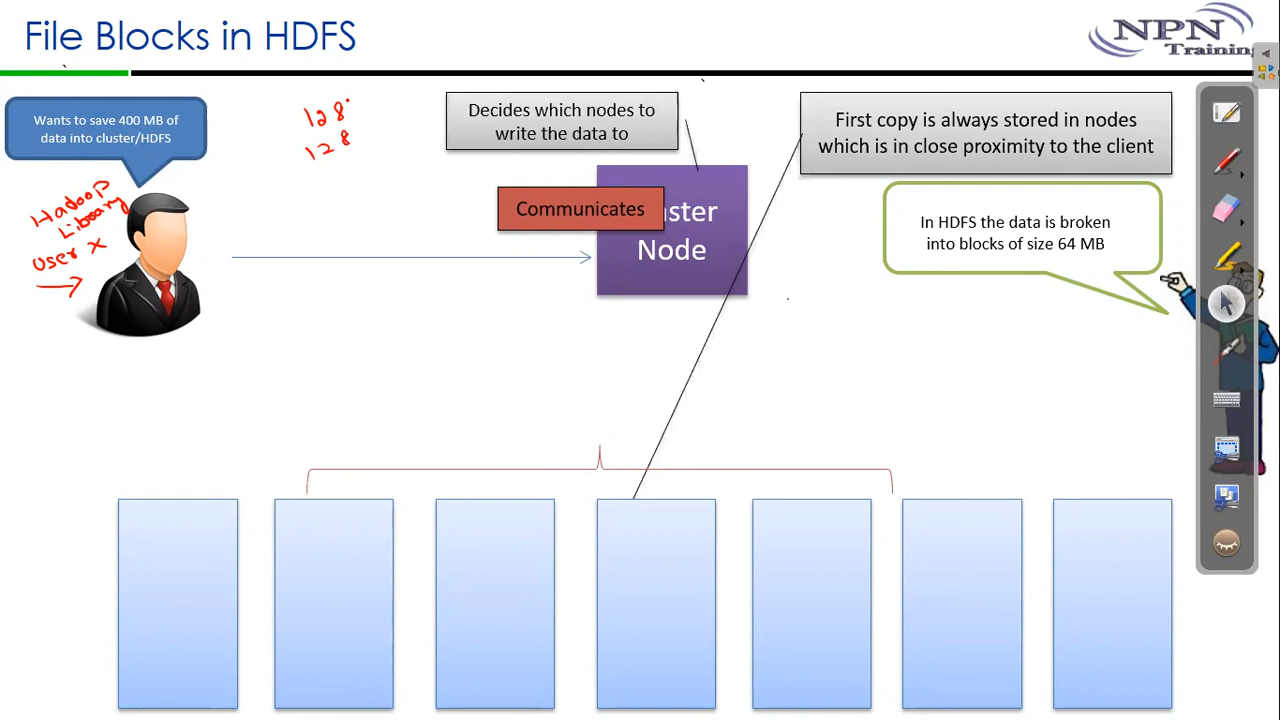 File Blocks in HDFS
NPN
Training
Wants to save 400 MB of
data into cluster/HDFS
128
128
Decides which nodes to
write the data to
First copy is always stored in nodes
which is in close proximity to the client
Hadoop
Library
User X
Communicates
aster
Node
In HDFS the data is broken
into blocks of size 64 MB